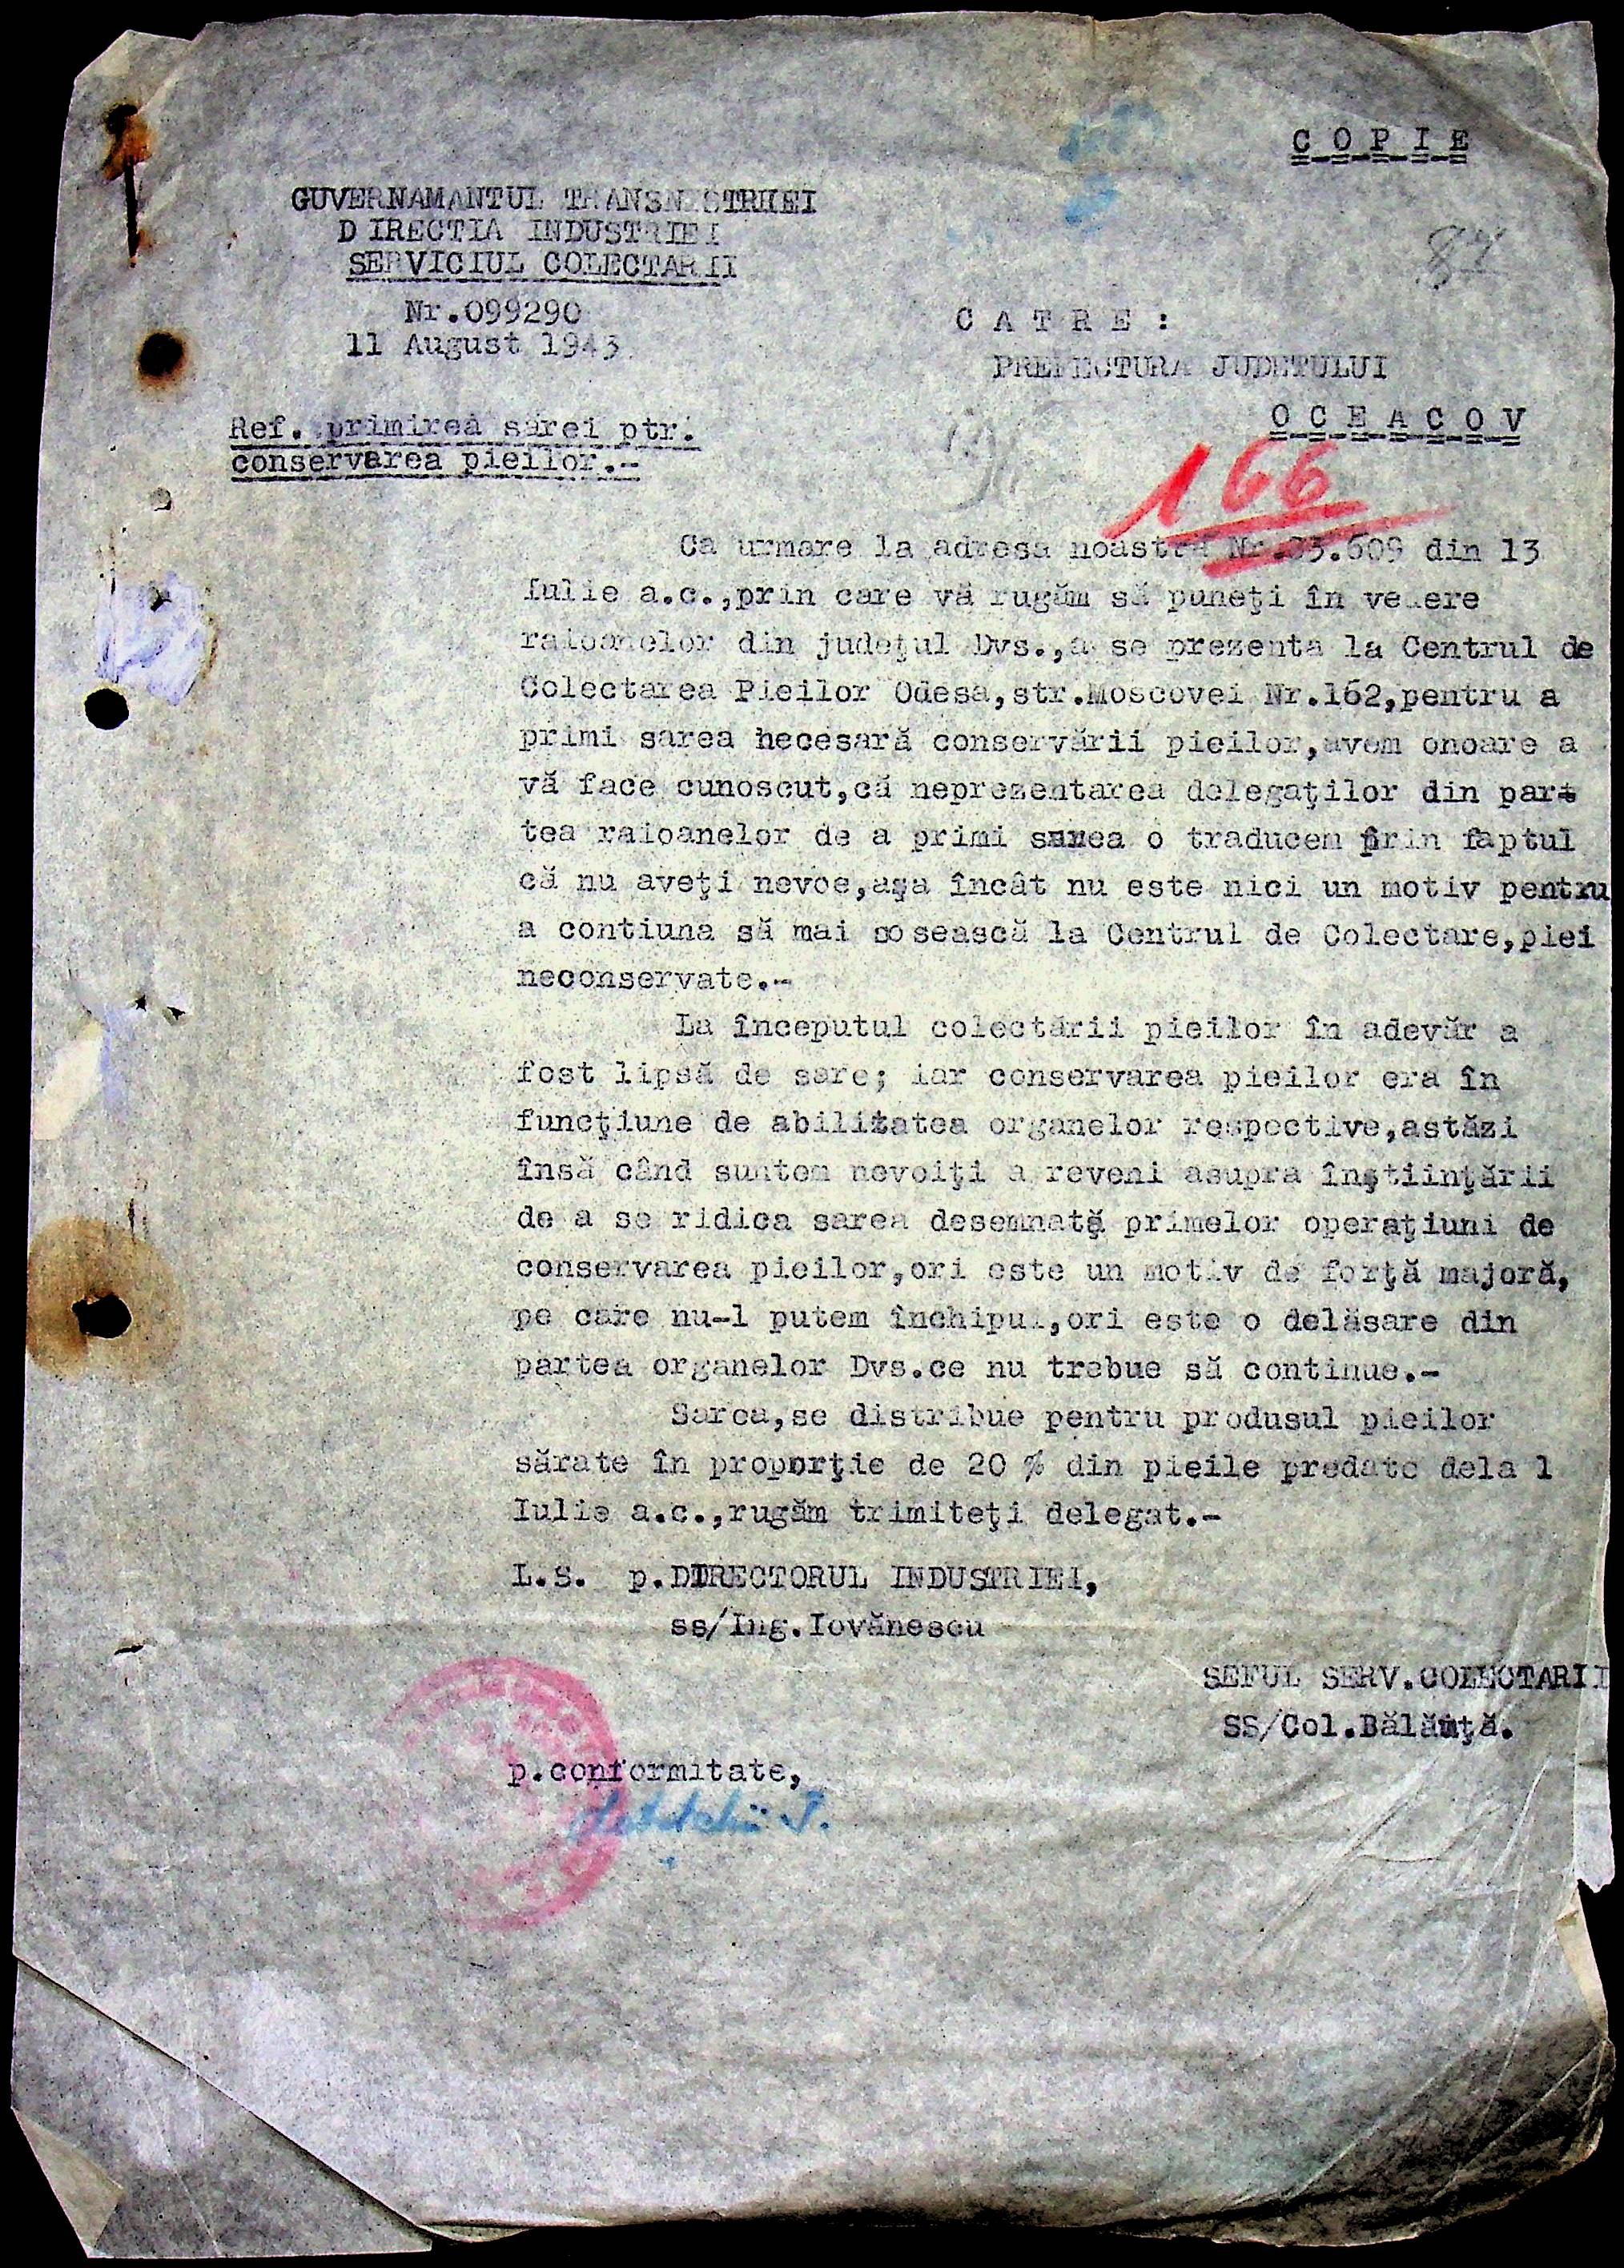 C O P I E
GUVERNAMANTUL TRANSNISTRIEI
DIRECTIA INDUSTRIEI
SERVICIUL COLECTARII
Nr.099290
11 August 1943
87
C A T R E :
PREFECTURA JUDETULUI
O C E A C O V
Ref. primirea sarei ptr.
conservarea pieilor.-
166
Ca urmare la adresa noastră din 13
Iulie a.c.,prin care vă rugăm să puneţi în vedere
raioanelor din judeţul Dvs.,a se prezenta la Centrul de
Colectarea Pieilor Odesa,str.Moscovei Nr.162,pentru a
primi sarea necesară conservării pieilor,avem onoare a
vă face cunoscut,că neprezentarea delegaţilor din par-
tea raioanelor de a primi sarea o traducem prin faptul
că nu aveţi nevoe,aşa încât nu este nici un motiv pentru
a contiuna să mai sosească la Centrul de Colectare,piei
neconservate.-
La începutul colectării pieilor în adevăr a
fost lipsă de sare; iar conservarea pieilor era în
funcţiune de abilitatea organelor respective,astăzi
însă când suntem nevoiţi a reveni asupra înştiinţării
de a se ridica sarea desemnată primelor operaţiuni de
conservarea pieilor,ori este un motiv de forţă majoră,
pe care nu-l putem închipui,ori este o delăsare din
partea organelor Dvs.ce nu trebue să continue.-
Sarea,se distribue pentru produsul pieilor
sărate în proporţie de 20 % din pieile predate dela 1
Iulie a.c.,rugăm trimiteţi delegat.-
L.S. p.DIRECTORUL INDUSTRIEI,
ss/Ing.Iovănescu
SEFUL SERV.COLECTARII
SS/Col.Bălănţă.
p.conformitate,